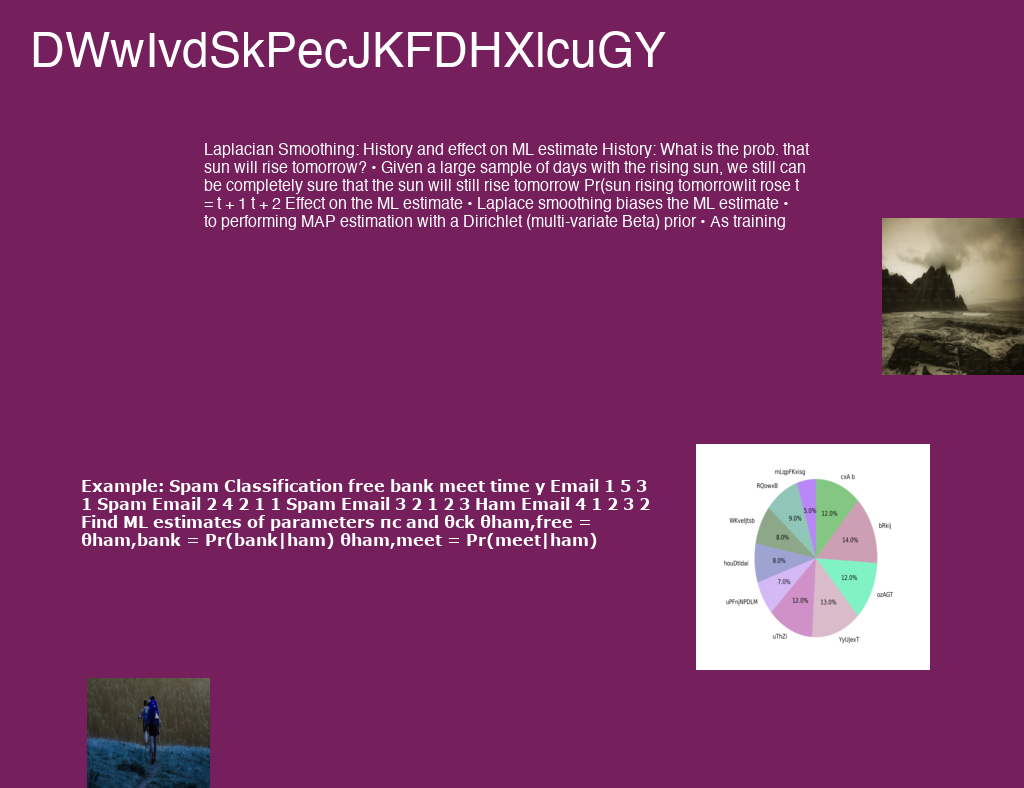 DWwIvdSkPecJKFDHXlcuGY
Laplacian Smoothing: History and effect on ML estimate History: What is the prob. that
sun will rise tomorrow? • Given a large sample of days with the rising sun, we still can
be completely sure that the sun will still rise tomorrow Pr(sun rising tomorrow|it rose t
= t + 1 t + 2 Effect on the ML estimate • Laplace smoothing biases the ML estimate •
to performing MAP estimation with a Dirichlet (multi-variate Beta) prior • As training
mLqpFKxisg
cxA b
RQowxB
5.0%
12.0%
9.0%
WKveljtsb
bRkij
8.0%
14.0%
houDtIdai
8.0%
12.0%
7.0%
ozAGT
uPFnjNPDLM
12.0%
13.0%
uThZi
YyUjexT
Example: Spam Classification free bank meet time y Email 1 5 3
1 Spam Email 2 4 2 1 1 Spam Email 3 2 1 2 3 Ham Email 4 1 2 3 2
Find ML estimates of parameters πc and θck θham,free =
θham,bank = Pr(bank|ham) θham,meet = Pr(meet|ham)